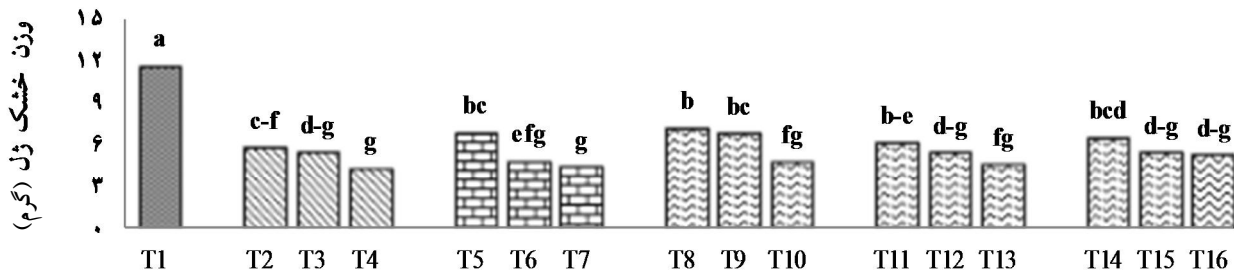 وزن خشک ژل (گرم)
۱۵
۱۲
۹
۶
۳
۰
a
c-f d-g g
bc efg g
b bc fg
b-e d-g fg
bcd d-g d-g
T1 T2 T3 T4 T5 T6 T7 T8 T9 T10 T11 T12 T13 T14 T15 T16